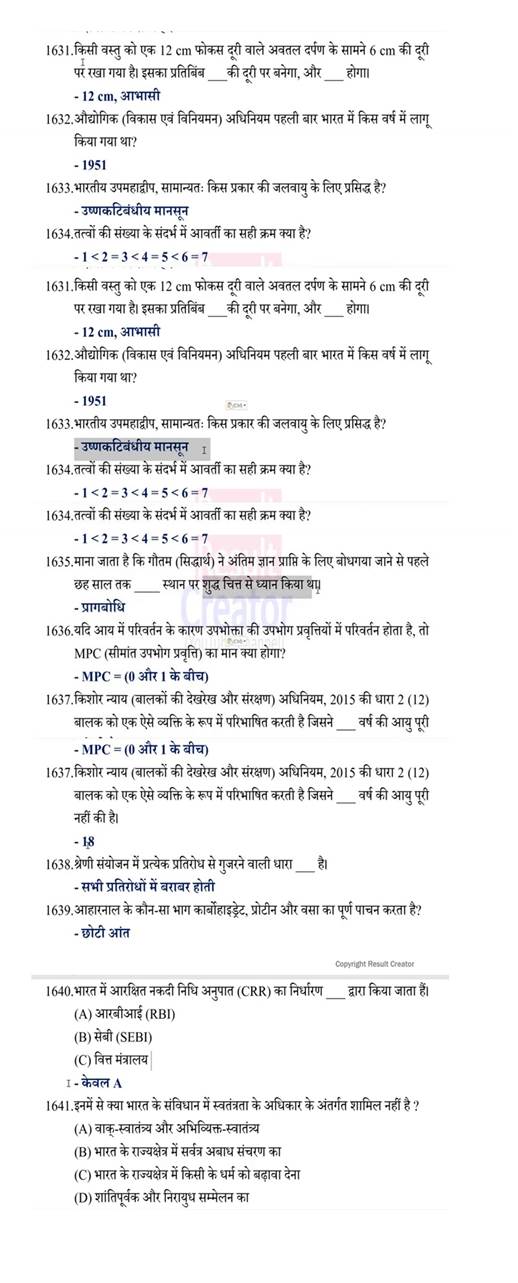 1631.किसी वस्तु को एक 12 cm फोकस दूरी वाले अवतल दर्पण के सामने 6 cm की दूरी
पर रखा गया है। इसका प्रतिबिंब ___की दूरी पर बनेगा, और ___ होगा।
- 12 cm, आभासी
1632.औद्योगिक (विकास एवं विनियमन) अधिनियम पहली बार भारत में किस वर्ष में लागू
किया गया था?
- 1951
1633.भारतीय उपमहाद्वीप, सामान्यतः किस प्रकार की जलवायु के लिए प्रसिद्ध है?
- उष्णकटिबंधीय मानसून
1634.तत्वों की संख्या के संदर्भ में आवर्ती का सही क्रम क्या है?
- 1 < 2 = 3 < 4 = 5 < 6 = 7
1631.किसी वस्तु को एक 12 cm फोकस दूरी वाले अवतल दर्पण के सामने 6 cm की दूरी
पर रखा गया है। इसका प्रतिबिंब ___की दूरी पर बनेगा, और ___ होगा।
- 12 cm, आभासी
1632.औद्योगिक (विकास एवं विनियमन) अधिनियम पहली बार भारत में किस वर्ष में लागू
किया गया था?
- 1951
1633.भारतीय उपमहाद्वीप, सामान्यतः किस प्रकार की जलवायु के लिए प्रसिद्ध है?
- उष्णकटिबंधीय मानसून
1634.तत्वों की संख्या के संदर्भ में आवर्ती का सही क्रम क्या है?
- 1 < 2 = 3 < 4 = 5 < 6 = 7
1634.तत्वों की संख्या के संदर्भ में आवर्ती का सही क्रम क्या है?
- 1 < 2 = 3 < 4 = 5 < 6 = 7
1635.माना जाता है कि गौतम (सिद्धार्थ) ने अंतिम ज्ञान प्राप्ति के लिए बोधगया जाने से पहले
छह साल तक ____ स्थान पर शुद्ध चित्त से ध्यान किया था।
- प्रागबोधि
Result
Creator
1636.यदि आय में परिवर्तन के कारण उपभोक्ता की उपभोग प्रवृत्तियों में परिवर्तन होता है, तो
MPC (सीमांत उपभोग प्रवृत्ति) का मान क्या होगा?
- MPC = (0 और 1 के बीच)
1637.किशोर न्याय (बालकों की देखरेख और संरक्षण) अधिनियम, 2015 की धारा 2 (12)
बालक को एक ऐसे व्यक्ति के रूप में परिभाषित करती है जिसने ___ वर्ष की आयु पूरी
- MPC = (0 और 1 के बीच)
1637.किशोर न्याय (बालकों की देखरेख और संरक्षण) अधिनियम, 2015 की धारा 2 (12)
बालक को एक ऐसे व्यक्ति के रूप में परिभाषित करती है जिसने ___ वर्ष की आयु पूरी
नहीं की है।
- 18
1638.श्रेणी संयोजन में प्रत्येक प्रतिरोध से गुजरने वाली धारा ___ है।
- सभी प्रतिरोधों में बराबर होती
1639.आहारनाल के कौन-सा भाग कार्बोहाइड्रेट, प्रोटीन और वसा का पूर्ण पाचन करता है?
- छोटी आंत
Copyright Result Creator
1640.भारत में आरक्षित नकदी निधि अनुपात (CRR) का निर्धारण ___ द्वारा किया जाता हैं।
(A) आरबीआई (RBI)
(B) सेबी (SEBI)
(C) वित्त मंत्रालय
- केवल A
1641.इनमें से क्या भारत के संविधान में स्वतंत्रता के अधिकार के अंतर्गत शामिल नहीं है ?
(A) वाक्-स्वातंत्र्य और अभिव्यिक्त-स्वातंत्र्य
(B) भारत के राज्यक्षेत्र में सर्वत्र अबाध संचरण का
(C) भारत के राज्यक्षेत्र में किसी के धर्म को बढ़ावा देना
(D) शांतिपूर्वक और निरायुध सम्मेलन का